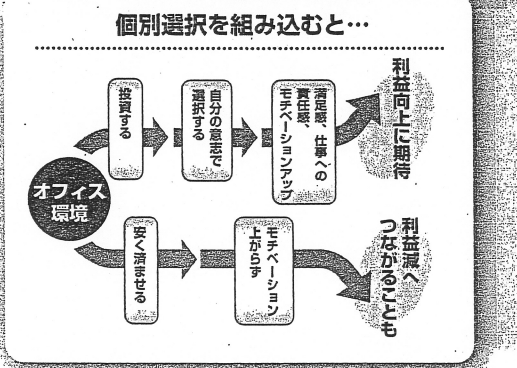 個別選択を組み込むと…
オフィス
環境
投資する
自分の意志で
選択する
満足感、仕事への
責任感、
モチベーションアップ
利益向上に期待
安く済ませる
モチベーション
上がらず
利益減へ
つながることも